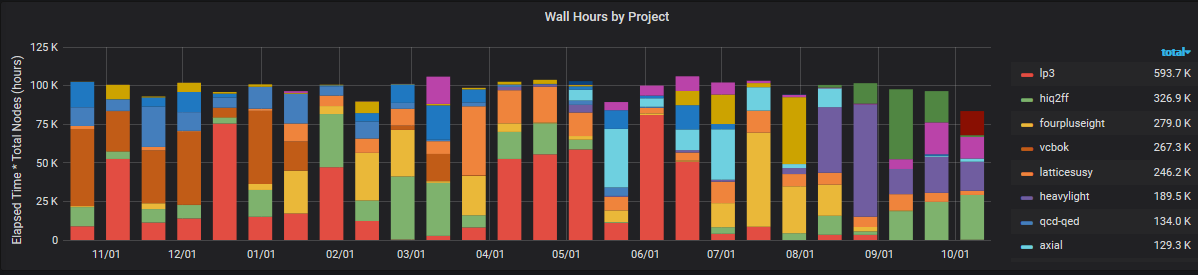 Wall Hours by Project
Elapsed Time * Total Nodes (hours)
125 K
100 K
75 K
50 K
25 K
0
11/01 12/01 01/01 02/01 03/01 04/01 05/01 06/01 07/01 08/01 09/01 10/01
total
lp3 593.7 K
hiq2ff 326.9 K
fourpluseight 279.0 K
vcbok 267.3 K
latticesusy 246.2 K
heavylight 189.5 K
qcd-qed 134.0 K
axial 129.3 K